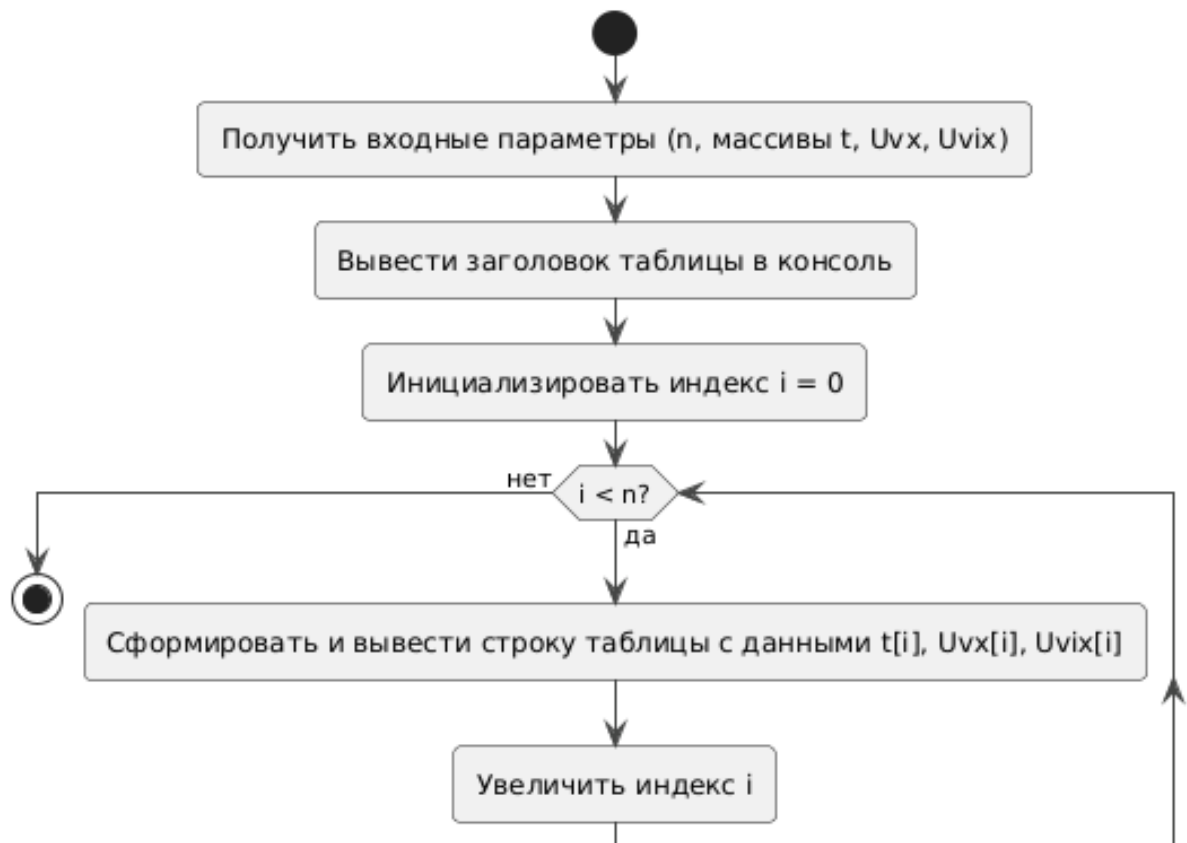 Получить входные параметры (n, массивы t, Uvx, Uvix)
Вывести заголовок таблицы в консоль
Инициализировать индекс i = 0
нет
i < n?
да
Сформировать и вывести строку таблицы с данными t[i], Uvx[i], Uvix[i]
Увеличить индекс i